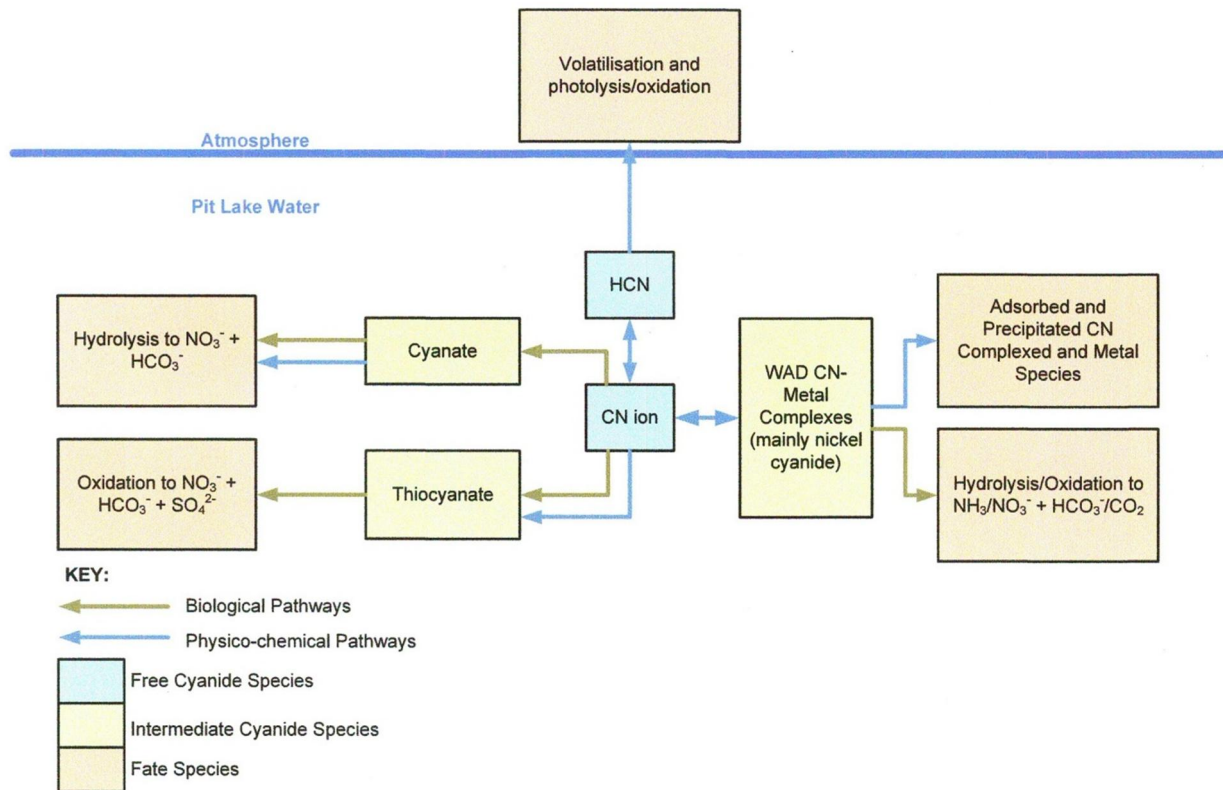 Volatilisation and
photolysis/oxidation
Atmosphere
Pit Lake Water
HCN
Hydrolysis to NO₃⁻ +
HCO₃⁻
Cyanate
CN ion
WAD CN-
Metal
Complexes
(mainly nickel
cyanide)
Adsorbed and
Precipitated CN
Complexed and Metal
Species
Oxidation to NO₃⁻ +
HCO₃⁻ + SO₄²⁻
Thiocyanate
Hydrolysis/Oxidation to
NH₃/NO₃⁻ + HCO₃⁻/CO₂
KEY:
Biological Pathways
Physico-chemical Pathways
Free Cyanide Species
Intermediate Cyanide Species
Fate Species